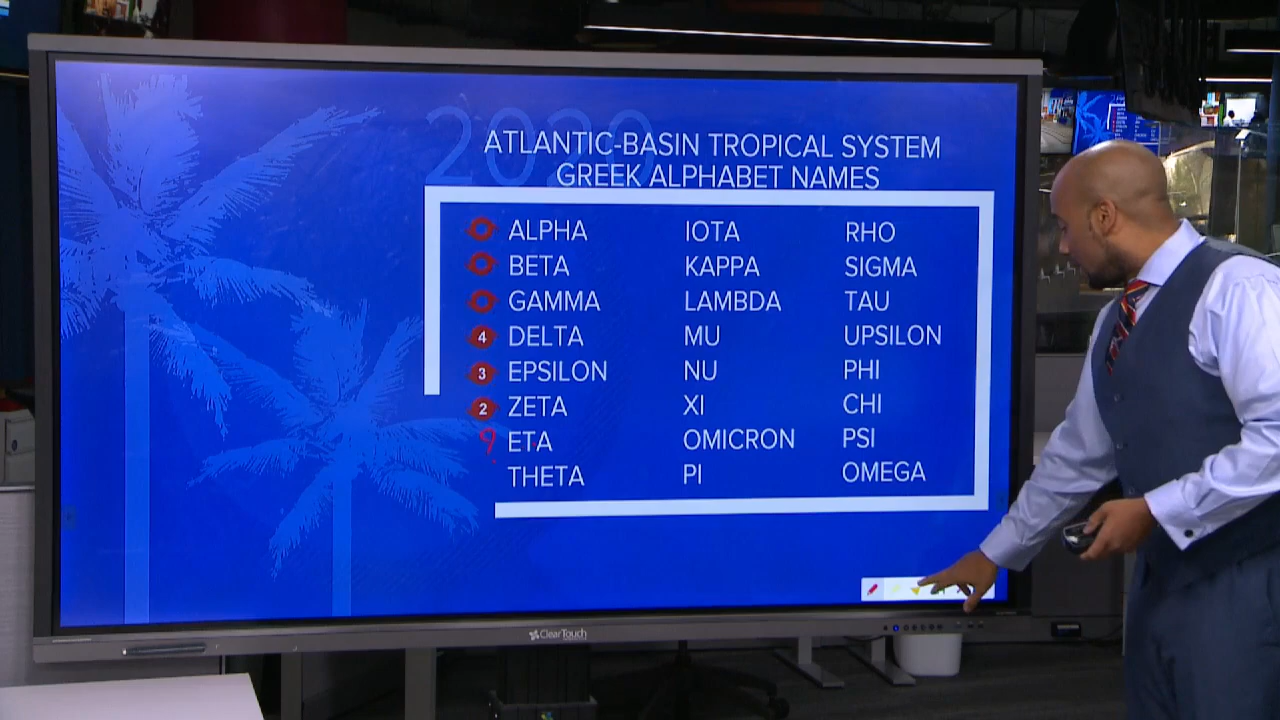 2020
ATLANTIC-BASIN TROPICAL SYSTEM
GREEK ALPHABET NAMES
ALPHA IOTA RHO
BETA KAPPA SIGMA
GAMMA LAMBDA TAU
4 DELTA MU UPSILON
3 EPSILON NU PHI
2 ZETA XI CHI
? ETA OMICRON PSI
THETA PI OMEGA
ClearTouch